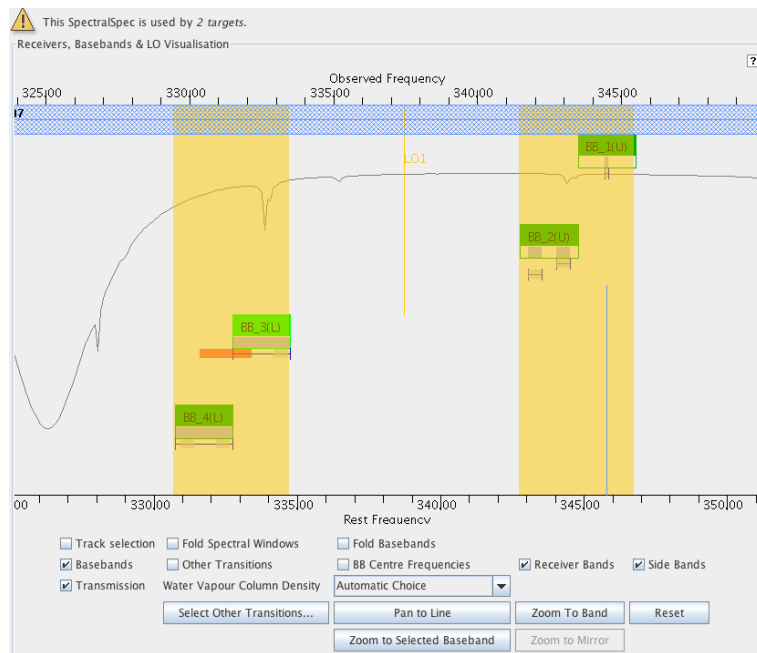 This SpectralSpec is used by 2 targets.
Receivers, Basebands & LO Visualisation
?
Observed Frequency
325,00 330,00 335,00 340,00 345,00
)7
LO1
BB_1(U)
BB_2(U)
BB_3(L)
BB_4(L)
00 330,00 335,00 340,00 345,00 350,00
Rest Frequency
Track selection Fold Spectral Windows Fold Basebands
Basebands Other Transitions BB Centre Frequencies Receiver Bands Side Bands
Transmission Water Vapour Column Density Automatic Choice
Select Other Transitions... Pan to Line Zoom To Band Reset
Zoom to Selected Baseband Zoom to Mirror